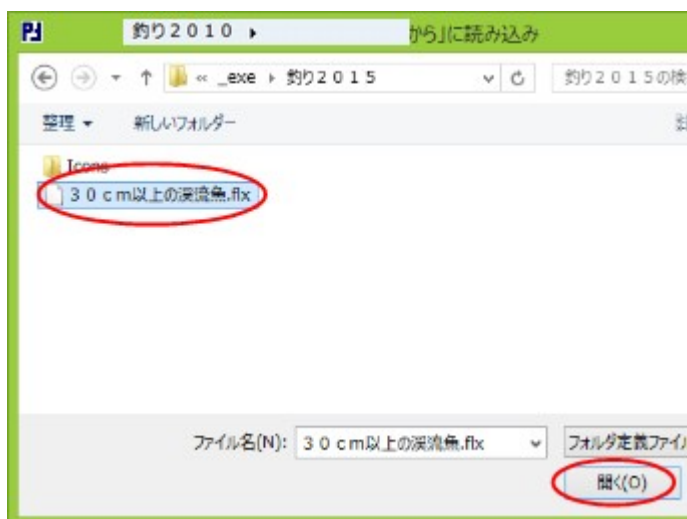 釣り2010 から」に読み込み
« _exe 釣り2015 釣り2015の検
整理 新しいフォルダー
Icons
30cm以上の渓流魚.flx
ファイル名(N): 30cm以上の渓流魚.flx フォルダ定義ファイル
開く(O)